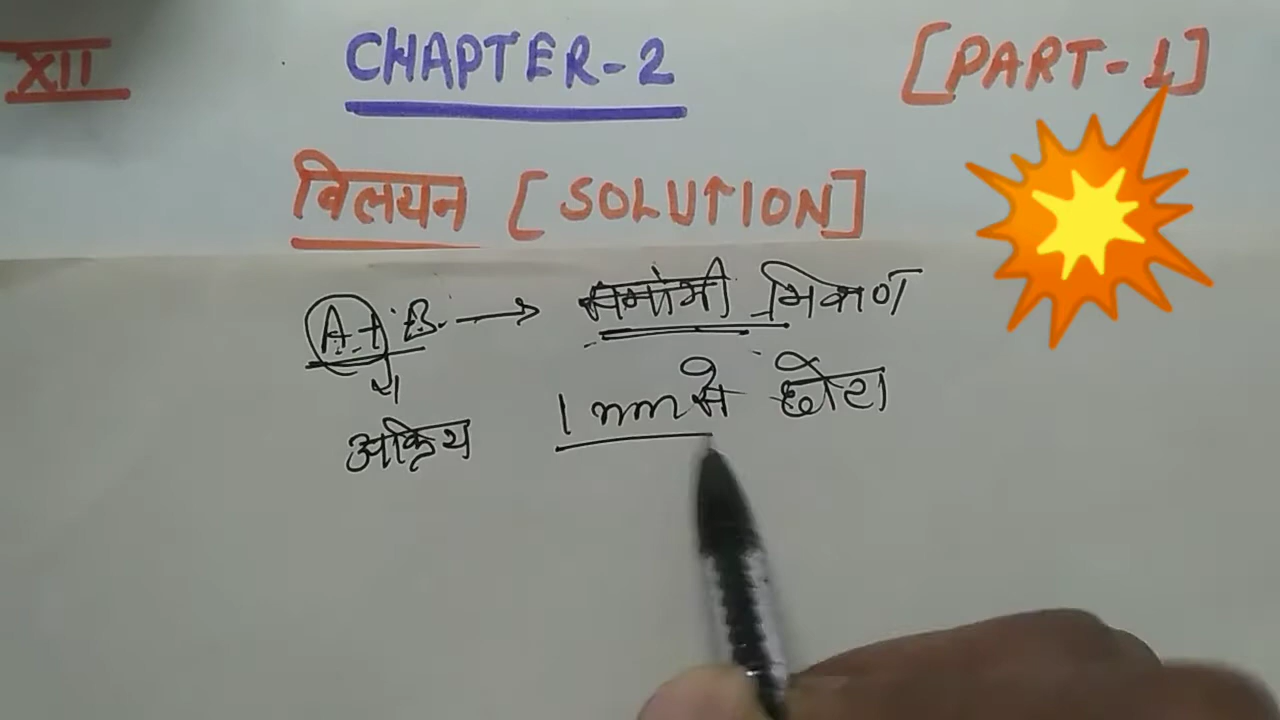 XII CHAPTER-2 [PART-1]
विलयन [SOLUTION]
A+B → समांगी मिश्रण
अक्रिय 1 nm से छोटा